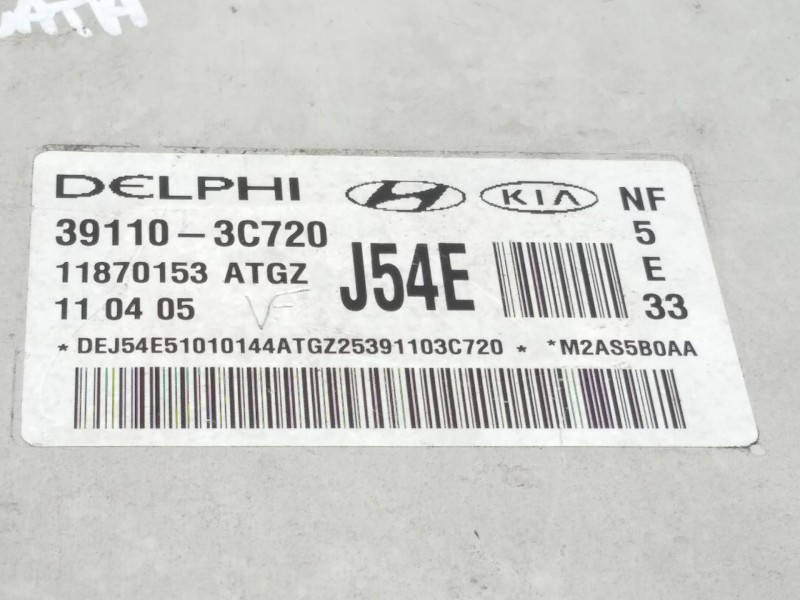 DELPHI KIA NF
39110-3C720 5
11870153 ATGZ J54E E
11 04 05 33
* DEJ54E51010144ATGZ25391103C720 * *M2AS5B0AA